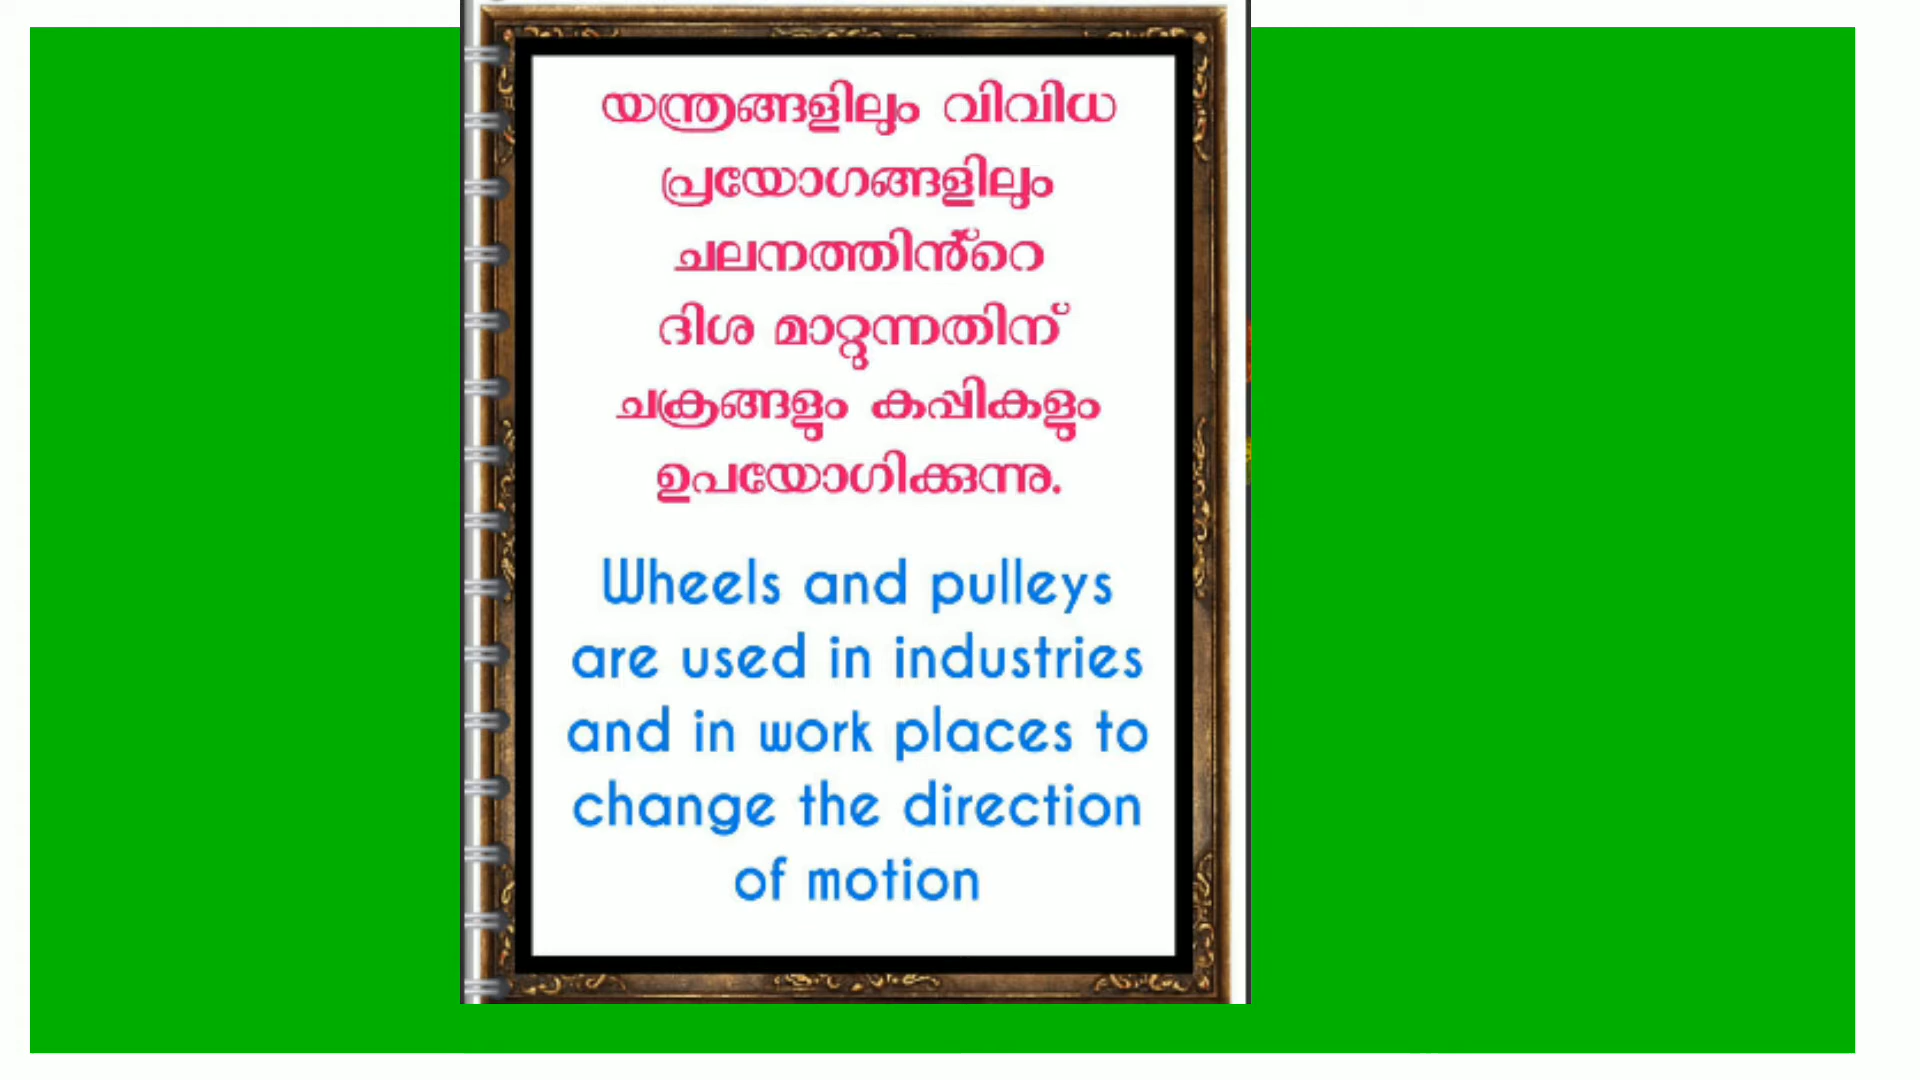 യന്ത്രങ്ങളിലും വിവിധ
പ്രയോഗങ്ങളിലും
ചലനത്തിൻ്റെ
ദിശ മാറ്റുന്നതിന്
ചക്രങ്ങളും കപ്പികളും
ഉപയോഗിക്കുന്നു.
Wheels and pulleys
are used in industries
and in work places to
change the direction
of motion